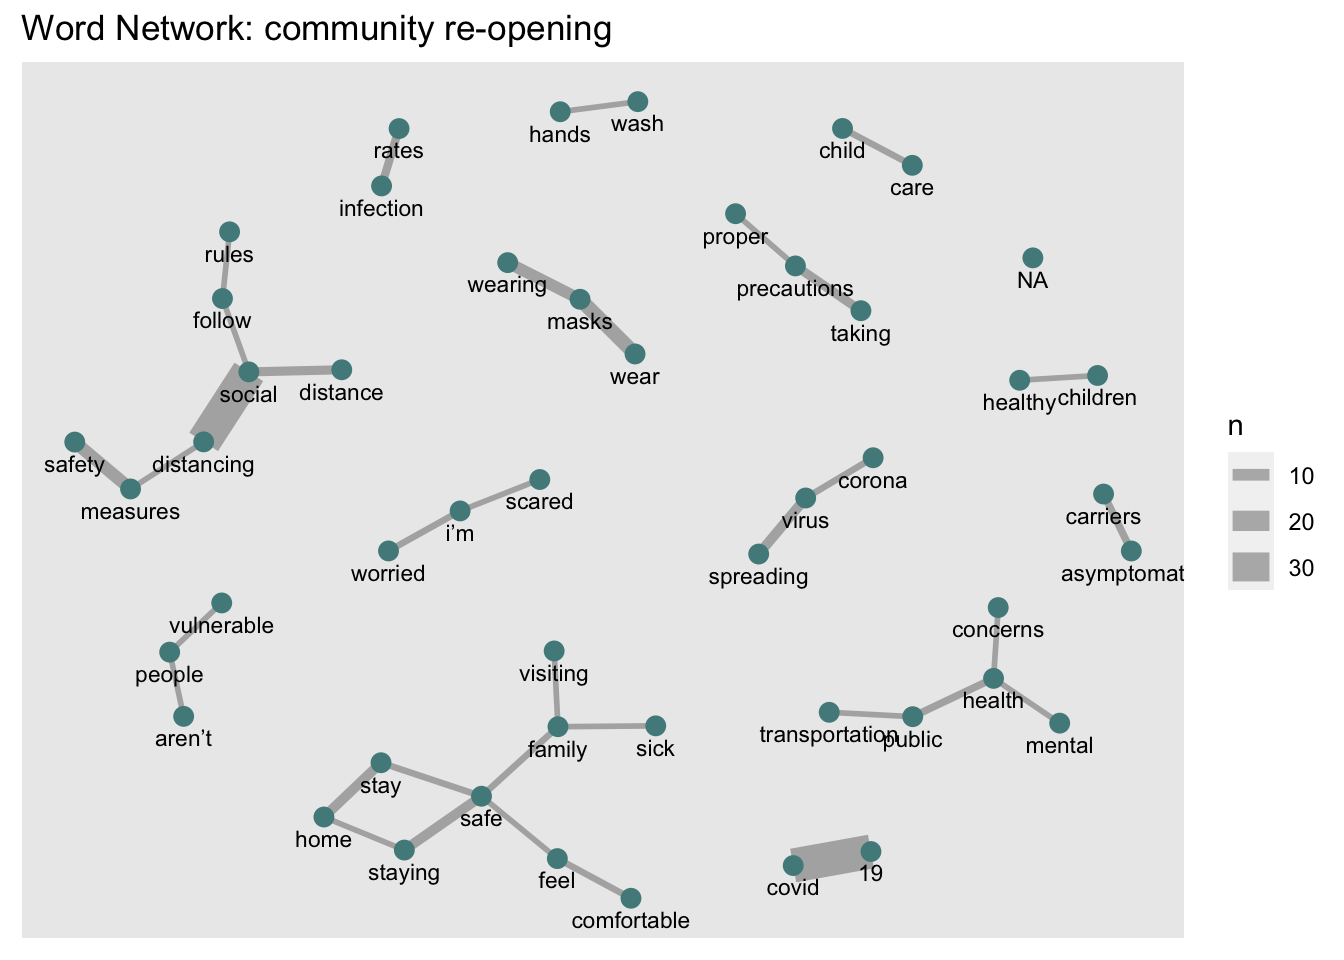 Word Network: community re-opening
hands
wash
rates
child
care
infection
proper
rules
wearing
precautions
NA
follow
masks
taking
social
distance
wear
healthy
children
safety
distancing
measures
scared
corona
i’m
virus
carriers
worried
spreading
asymptomat
vulnerable
concerns
people
visiting
health
aren’t
family
sick
transportation
public
mental
stay
safe
home
staying
feel
covid
19
comfortable
n
10
20
30